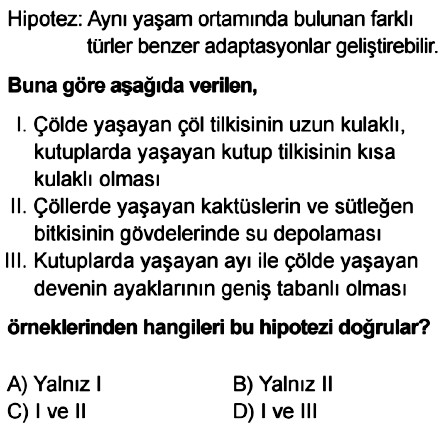 Hipotez: Aynı yaşam ortamında bulunan farklı
türler benzer adaptasyonlar geliştirebilir.
Buna göre aşağıda verilen,
I. Çölde yaşayan çöl tilkisinin uzun kulaklı,
kutuplarda yaşayan kutup tilkisinin kısa
kulaklı olması
II. Çöllerde yaşayan kaktüslerin ve sütleğen
bitkisinin gövdelerinde su depolaması
III. Kutuplarda yaşayan ayı ile çölde yaşayan
devenin ayaklarının geniş tabanlı olması
örneklerinden hangileri bu hipotezi doğrular?
A) Yalnız I B) Yalnız II
C) I ve II D) I ve III